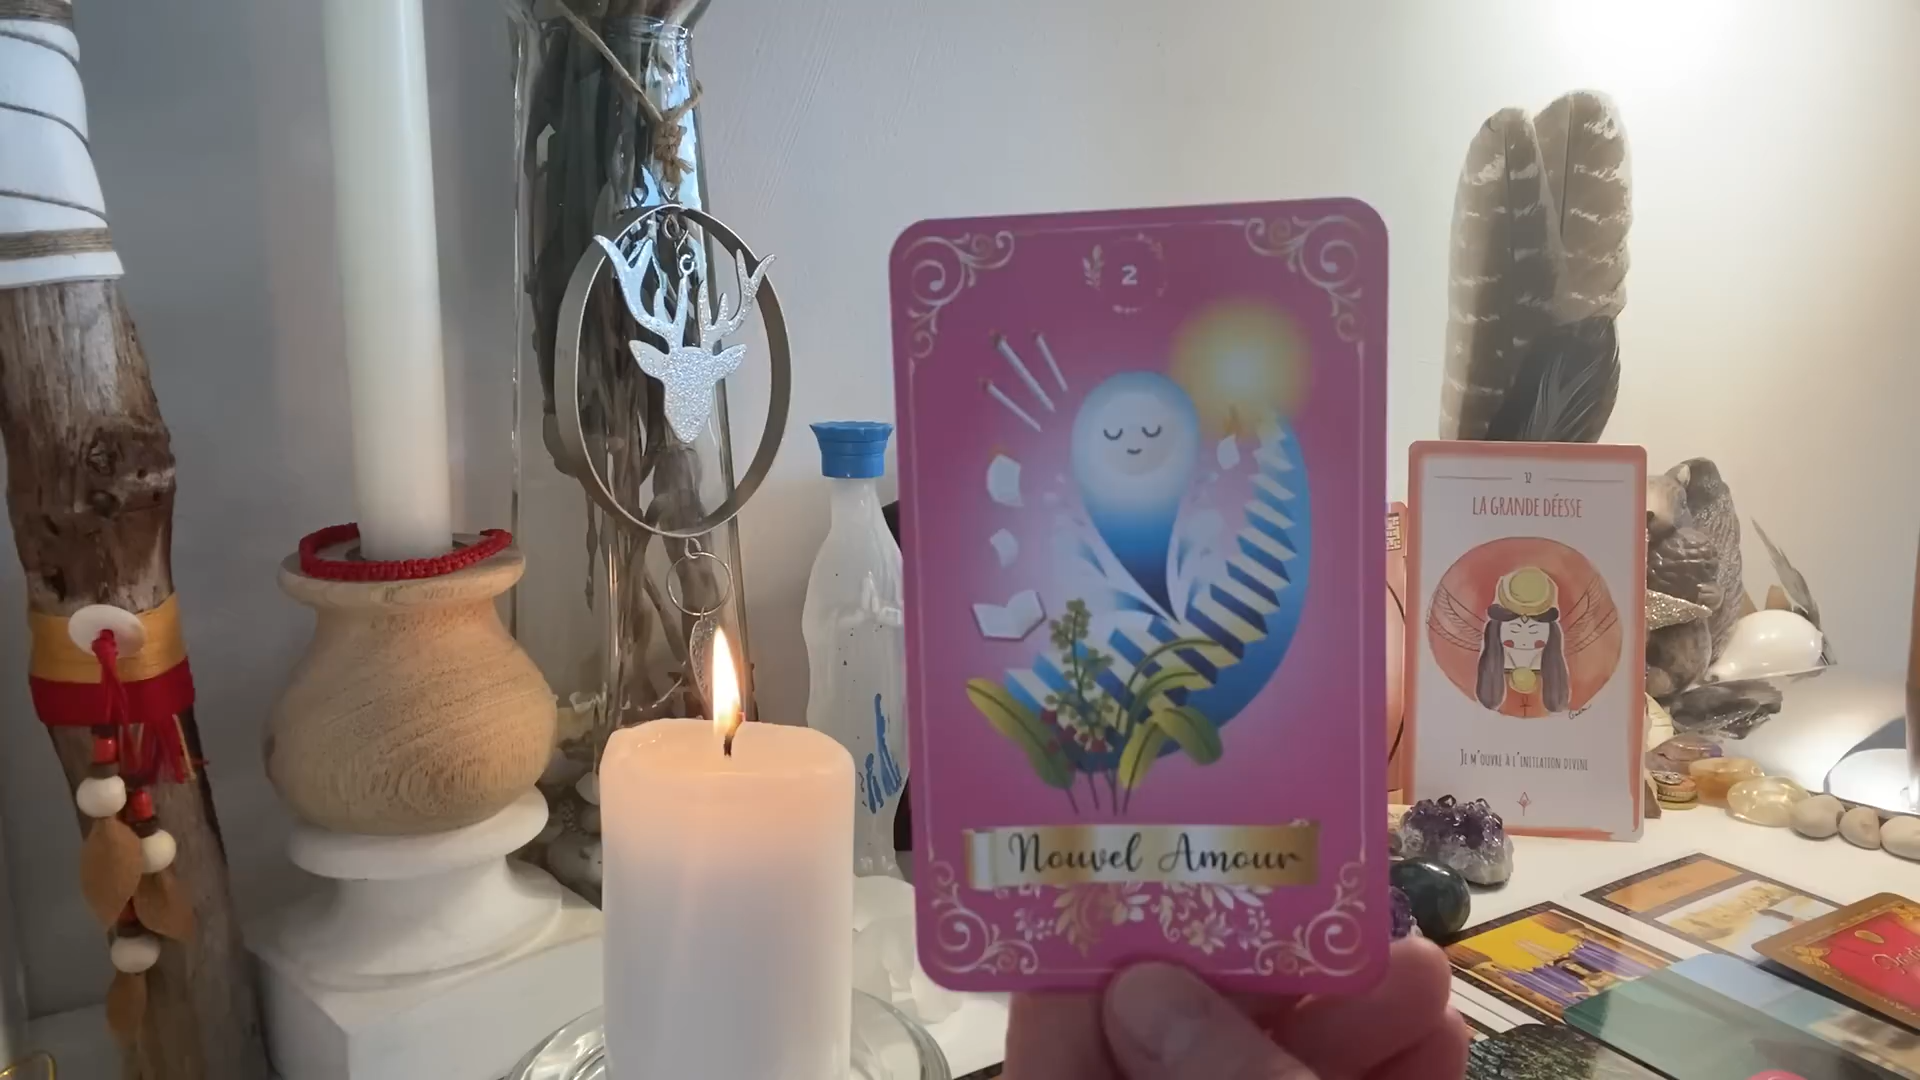 2
Nouvel Amour
32
LA GRANDE DÉESSE
JE M'OUVRE À L'INITIATION DIVINE